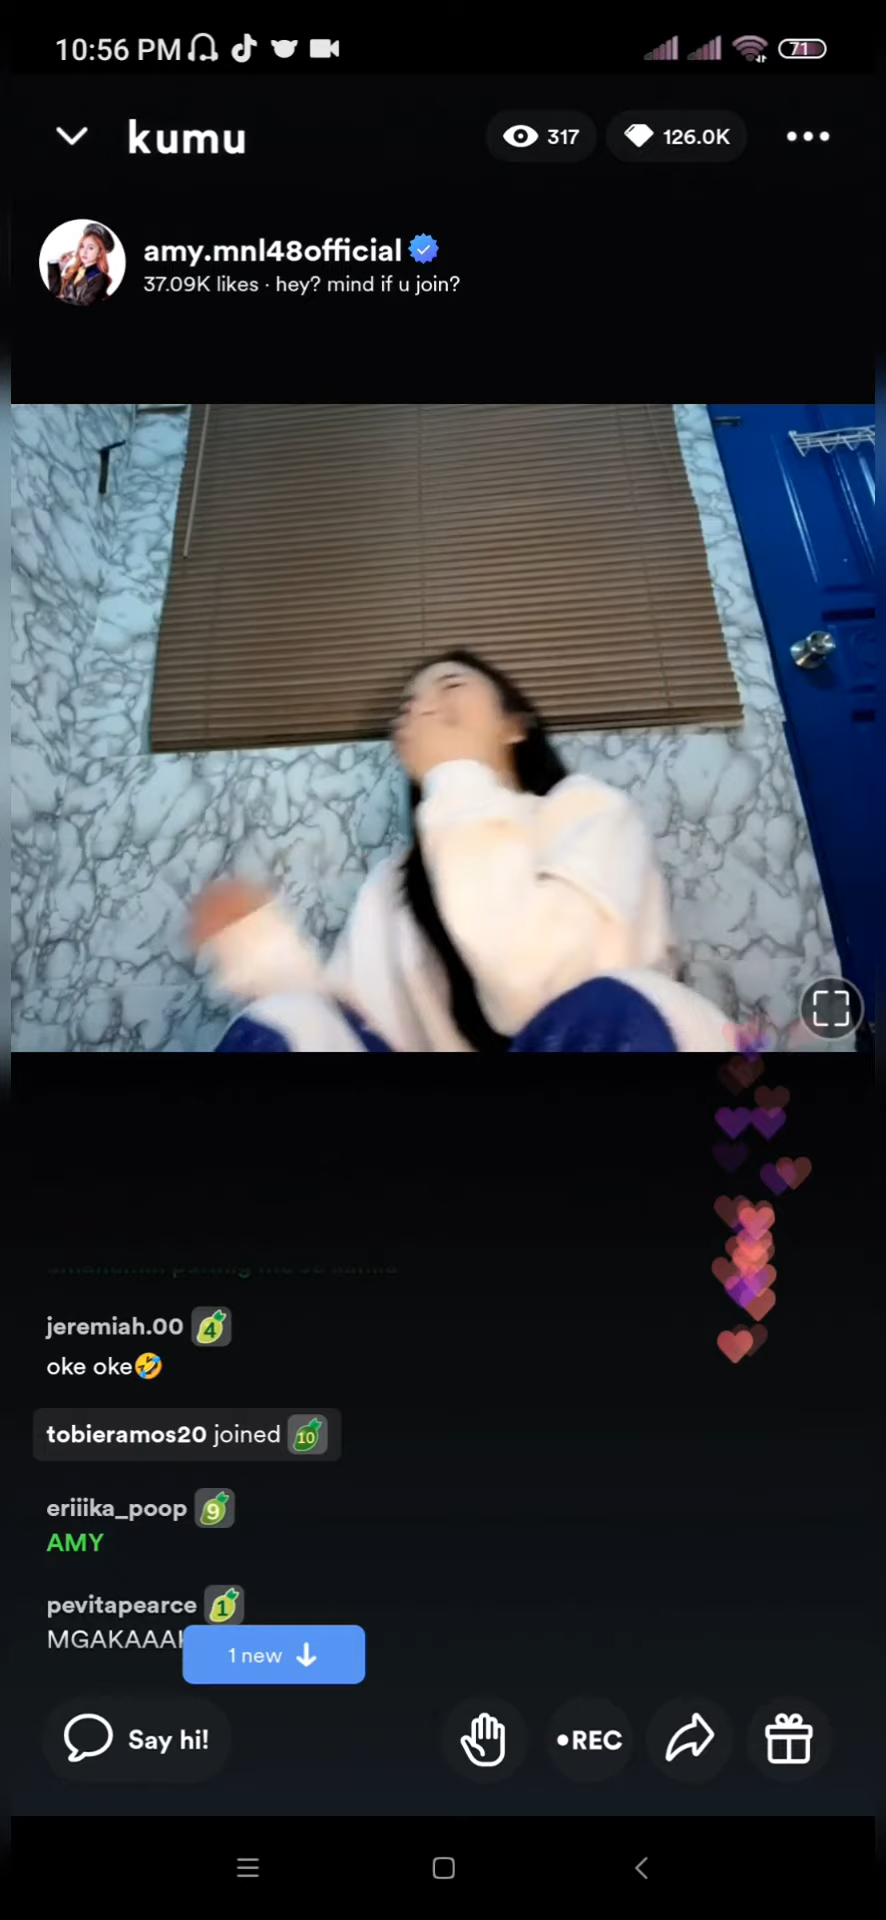 10:56 PM
71
kumu
317
126.0K
amy.mnl48official
37.09K likes · hey? mind if u join?
jeremiah.00 4
oke oke🤣
tobieramos20 joined 10
eriiika_poop 9
AMY
pevitapearce 1
1 new
Say hi!
•REC